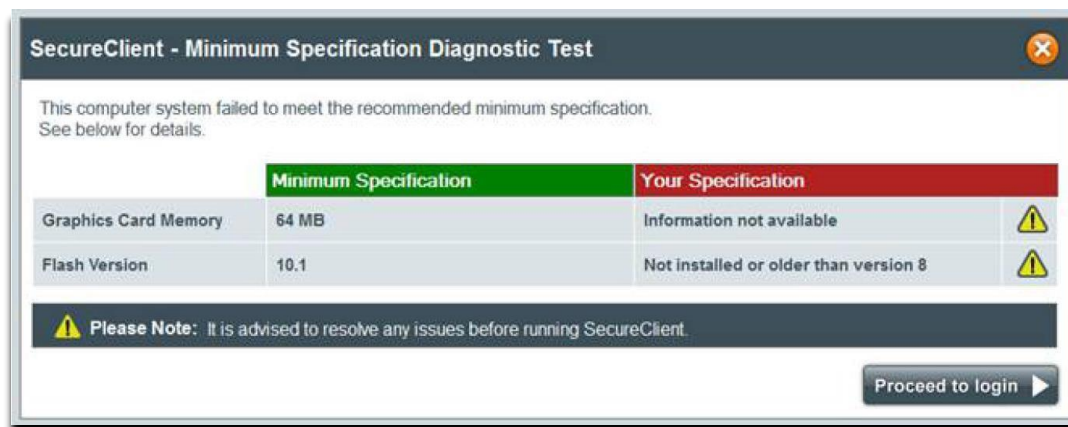 SecureClient - Minimum Specification Diagnostic Test
This computer system failed to meet the recommended minimum specification.
See below for details.
Minimum Specification Your Specification
Graphics Card Memory 64 MB Information not available
Flash Version 10.1 Not installed or older than version 8
Please Note: It is advised to resolve any issues before running SecureClient.
Proceed to login